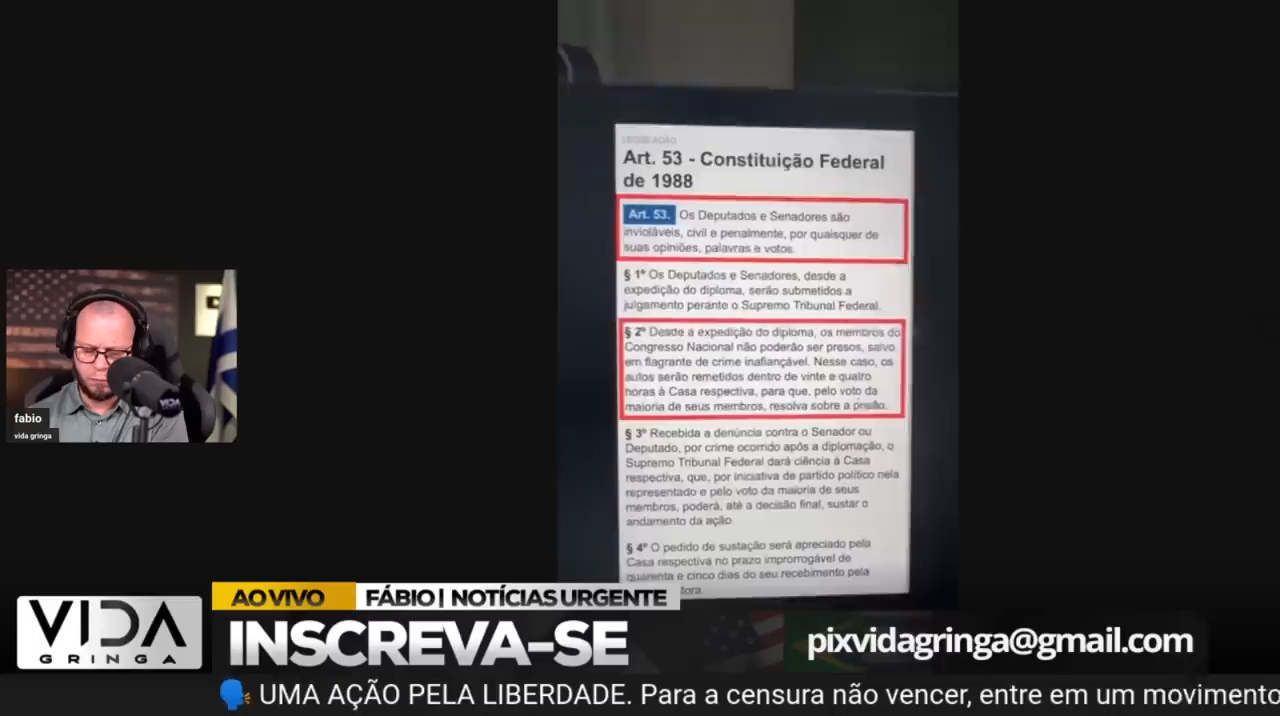 LEGISLAÇÃO
Art. 53 - Constituição Federal
de 1988
Art. 53. Os Deputados e Senadores são
invioláveis, civil e penalmente, por quaisquer de
suas opiniões, palavras e votos.
§ 1º Os Deputados e Senadores, desde a
expedição do diploma, serão submetidos a
julgamento perante o Supremo Tribunal Federal.
§ 2º Desde a expedição do diploma, os membros do
Congresso Nacional não poderão ser presos, salvo
em flagrante de crime inafiançável. Nesse caso, os
autos serão remetidos dentro de vinte e quatro
horas à Casa respectiva, para que, pelo voto da
maioria de seus membros, resolva sobre a prisão.
§ 3º Recebida a denúncia contra o Senador ou
Deputado, por crime ocorrido após a diplomação, o
Supremo Tribunal Federal dará ciência à Casa
respectiva, que, por iniciativa de partido político nela
representado e pelo voto da maioria de seus
membros, poderá, até a decisão final, sustar o
andamento da ação.
§ 4º O pedido de sustação será apreciado pela
Casa respectiva no prazo improrrogável de
quarenta e cinco dias do seu recebimento pela
VIDA
fabio
vida gringa
AO VIVO FÁBIO | NOTÍCIAS URGENTE
VIDA
GRINGA
INSCREVA-SE
pixvidagringa@gmail.com
UMA AÇÃO PELA LIBERDADE. Para a censura não vencer, entre em um movimento